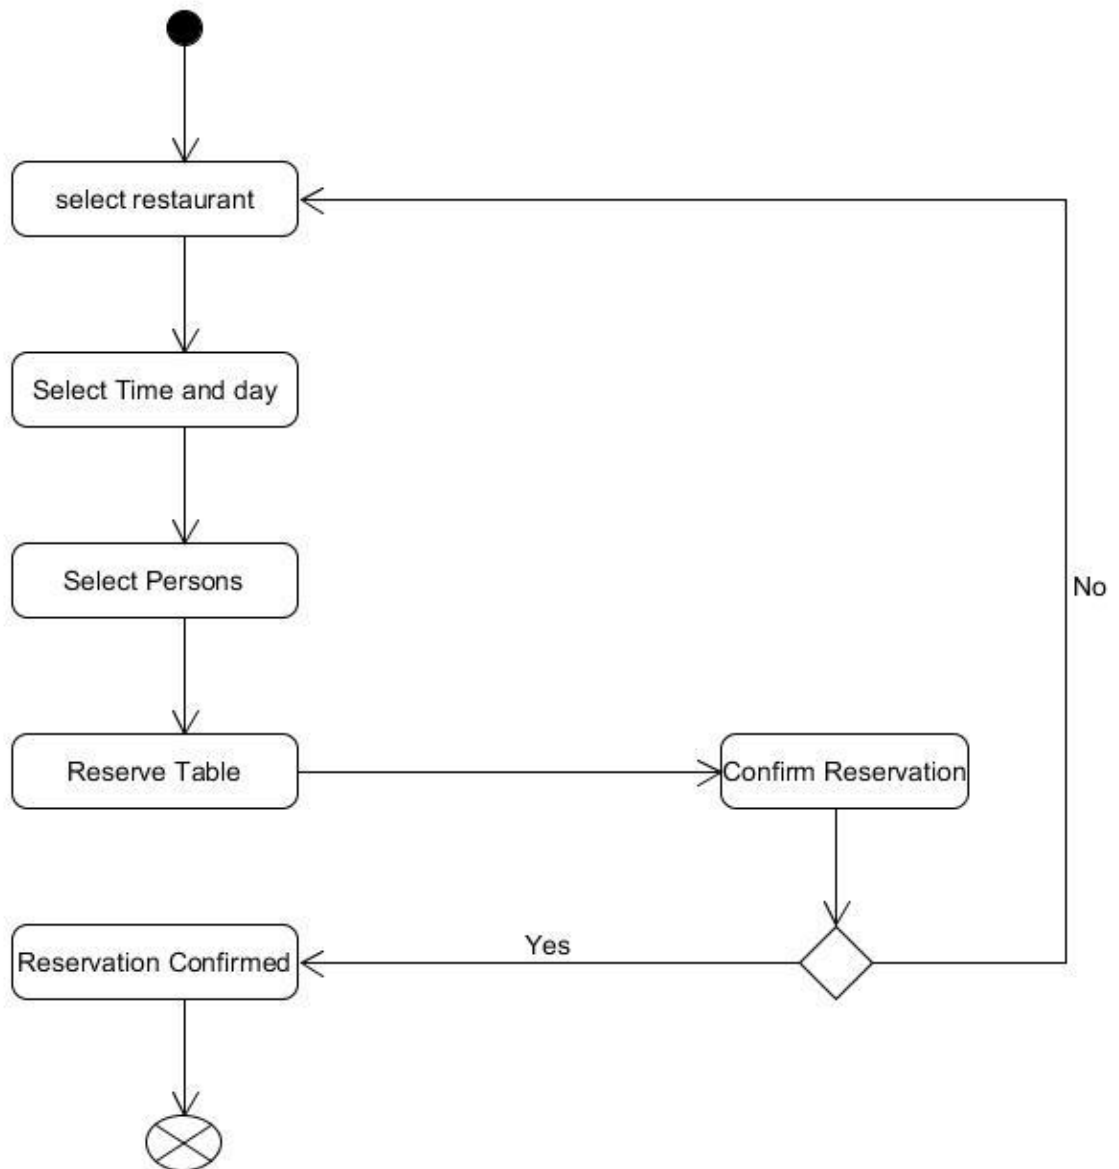 select restaurant
Select Time and day
Select Persons
No
Reserve Table
Confirm Reservation
Yes
Reservation Confirmed